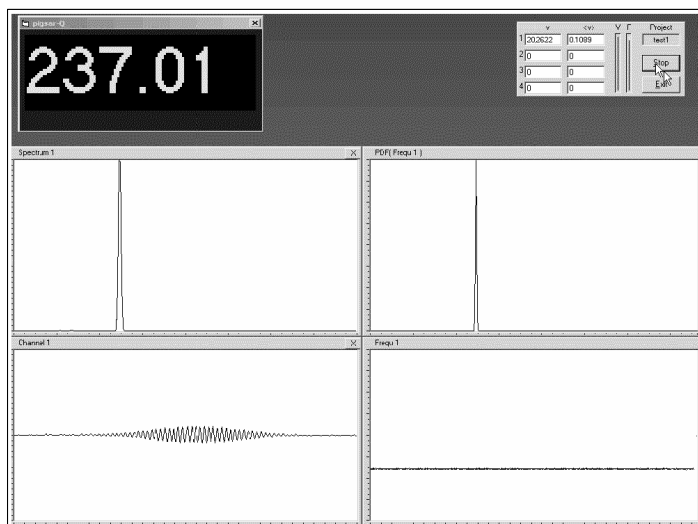 pigsar-Q
237.01
v <v> V Γ Project
1 20.2622 0.1089 test1
2 0 0 Stop
3 0 0
4 0 0 Exit
Spectrum 1
PDF( Frequ 1 )
Channel 1
Frequ 1